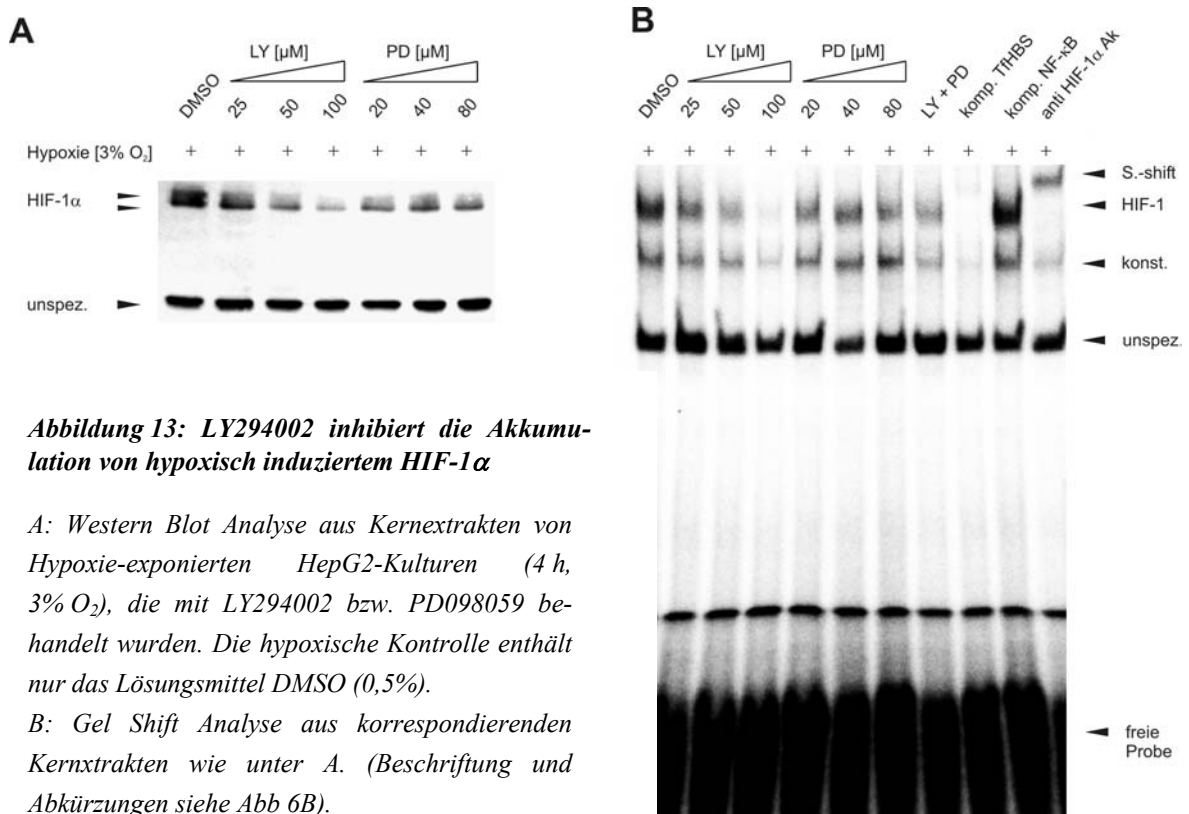 A
LY [µM]
PD [µM]
DMSO
25
50
100
20
40
80
Hypoxie [3% O₂]
+ + + + + + +
HIF-1α
unspez.
B
LY [µM]
PD [µM]
DMSO
25
50
100
20
40
80
LY + PD
komp. TfHBS
komp. NF-κB
anti HIF-1α Ak
+ + + + + + + + + + +
S.-shift
HIF-1
konst.
unspez.
freie
Probe
Abbildung 13: LY294002 inhibiert die Akkumu-
lation von hypoxisch induziertem HIF-1α
A: Western Blot Analyse aus Kernextrakten von
Hypoxie-exponierten HepG2-Kulturen (4 h,
3% O₂), die mit LY294002 bzw. PD098059 be-
handelt wurden. Die hypoxische Kontrolle enthält
nur das Lösungsmittel DMSO (0,5%).
B: Gel Shift Analyse aus korrespondierenden
Kernxtrakten wie unter A. (Beschriftung und
Abkürzungen siehe Abb 6B).